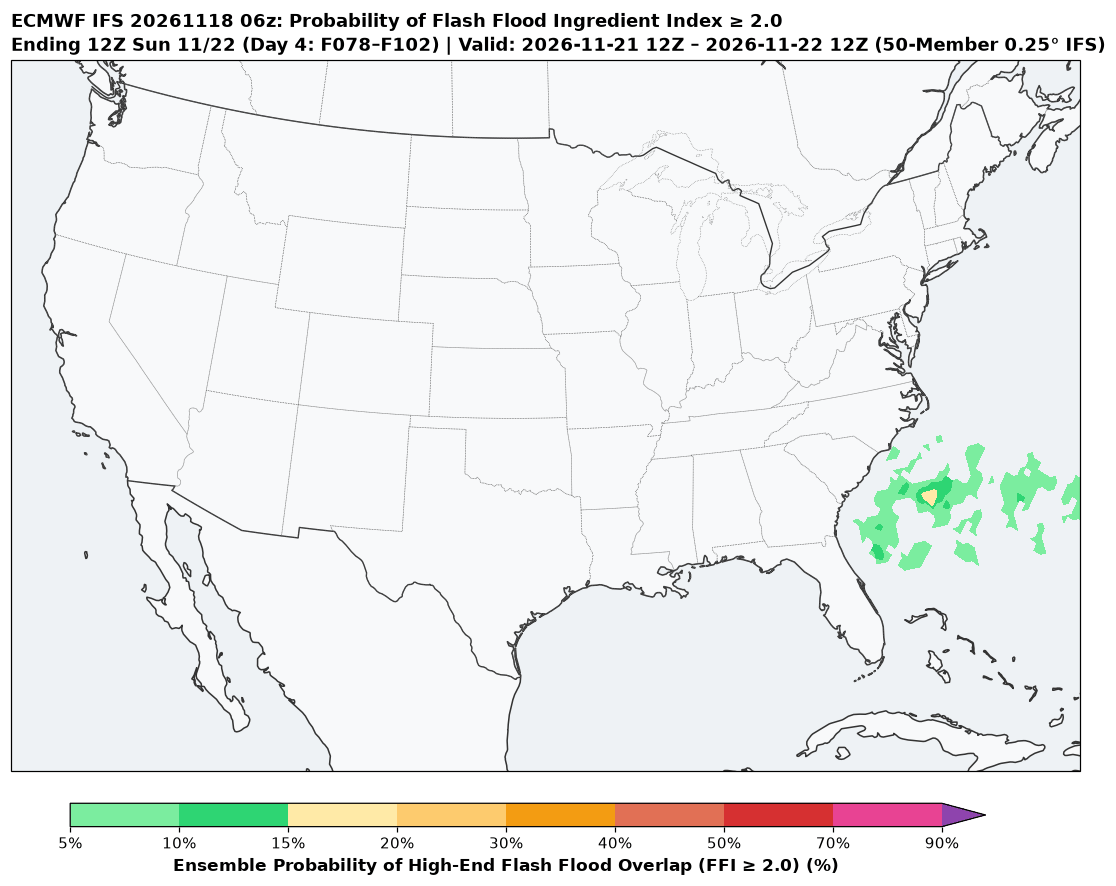 ECMWF IFS 20261118 06z: Probability of Flash Flood Ingredient Index ≥ 2.0
Ending 12Z Sun 11/22 (Day 4: F078–F102) | Valid: 2026-11-21 12Z – 2026-11-22 12Z (50-Member 0.25° IFS)
5% 10% 15% 20% 30% 40% 50% 70% 90%
Ensemble Probability of High-End Flash Flood Overlap (FFI ≥ 2.0) (%)